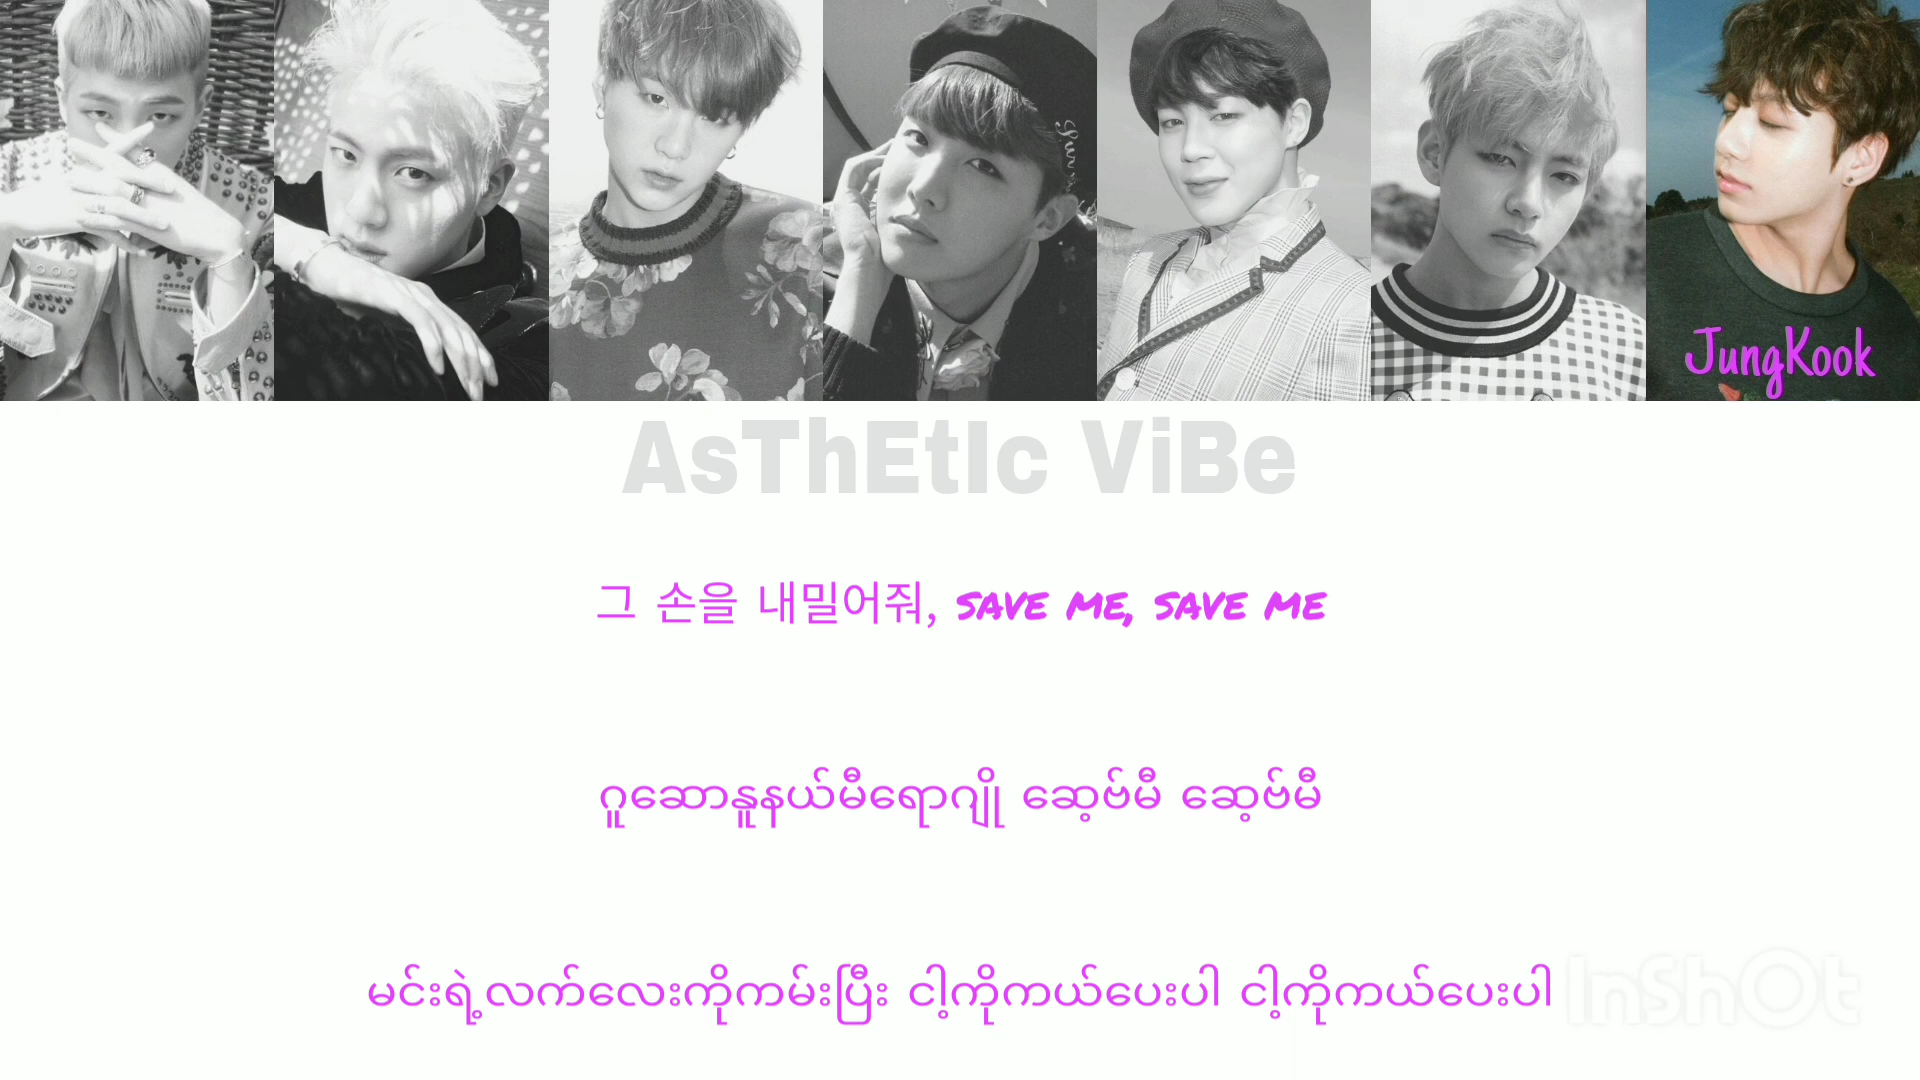 JungKook
AsThEtIc ViBe
그 손을 내밀어줘, SAVE ME, SAVE ME
ဂူဆောနူနယ်မီရောဂျို ဆေ့ဗ်မီ ဆေ့ဗ်မီ
မင်းရဲ့လက်လေးကိုကမ်းပြီး ငါ့ကိုကယ်ပေးပါ ငါ့ကိုကယ်ပေးပါ
InShOt